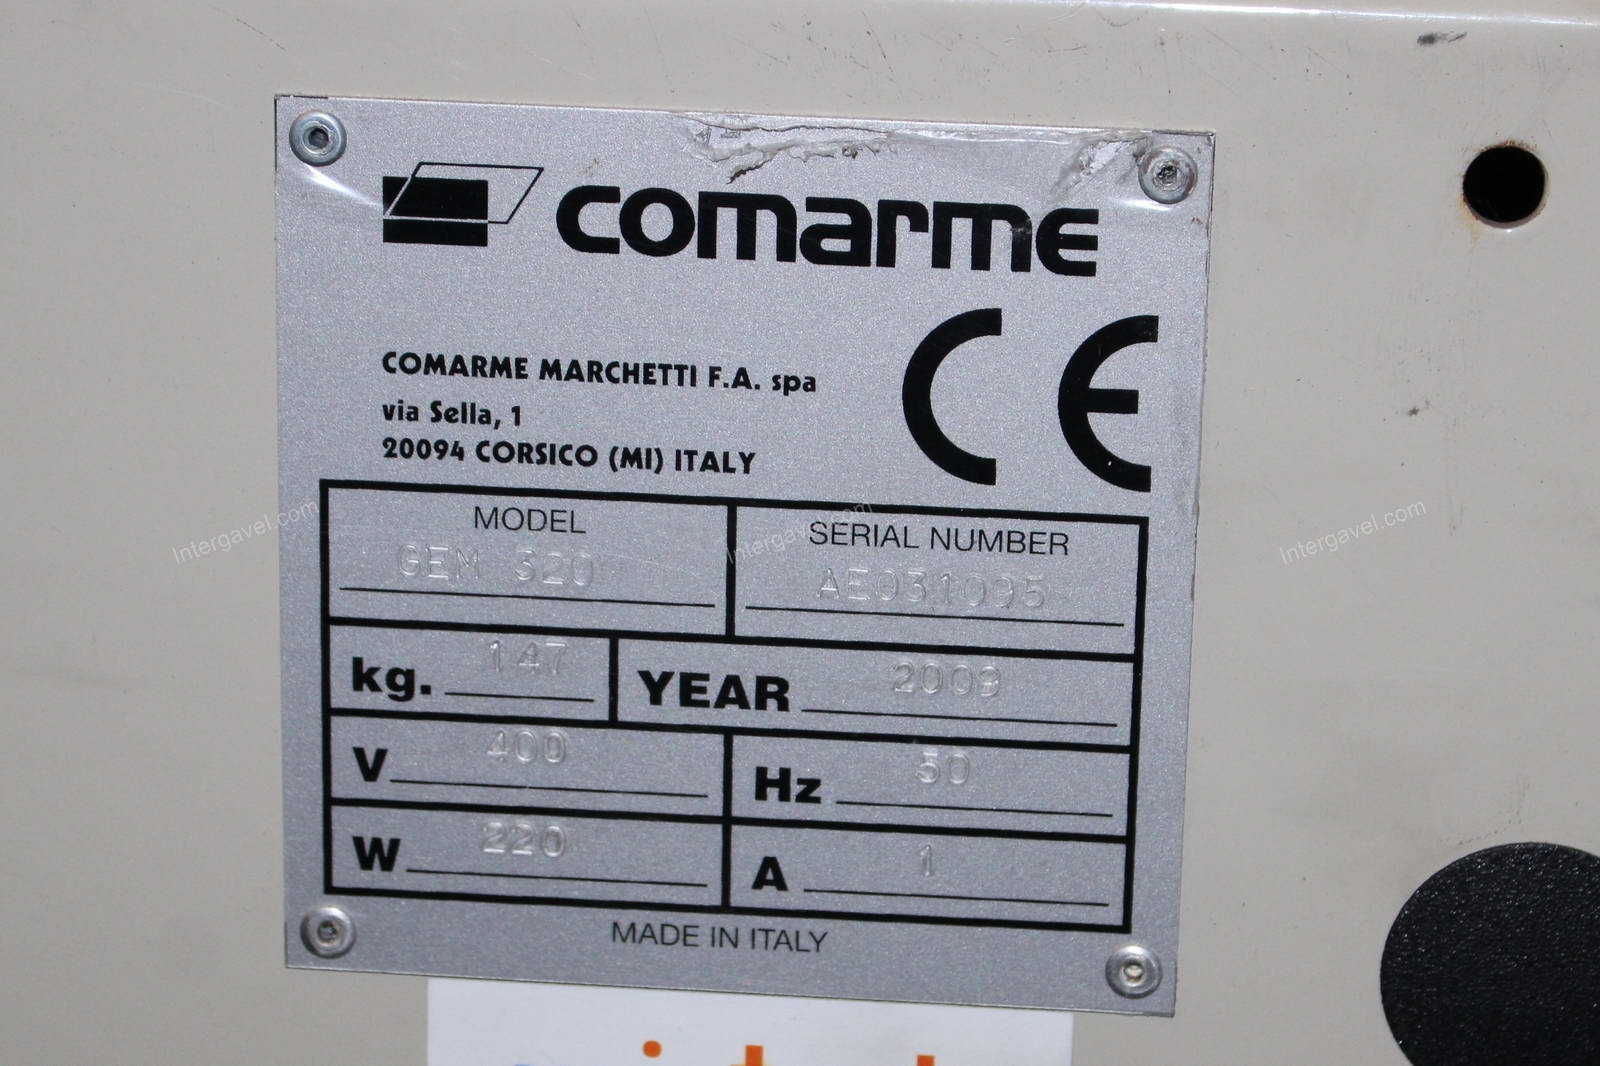 comarme
CE
COMARME MARCHETTI F.A. spa
via Sella, 1
20094 CORSICO (MI) ITALY
MODEL
GEM 320
SERIAL NUMBER
AE031095
kg. 147
YEAR 2009
V 400
Hz 50
W 220
A 1
MADE IN ITALY
Intergavel.com
Intergavel.com
Intergavel.com